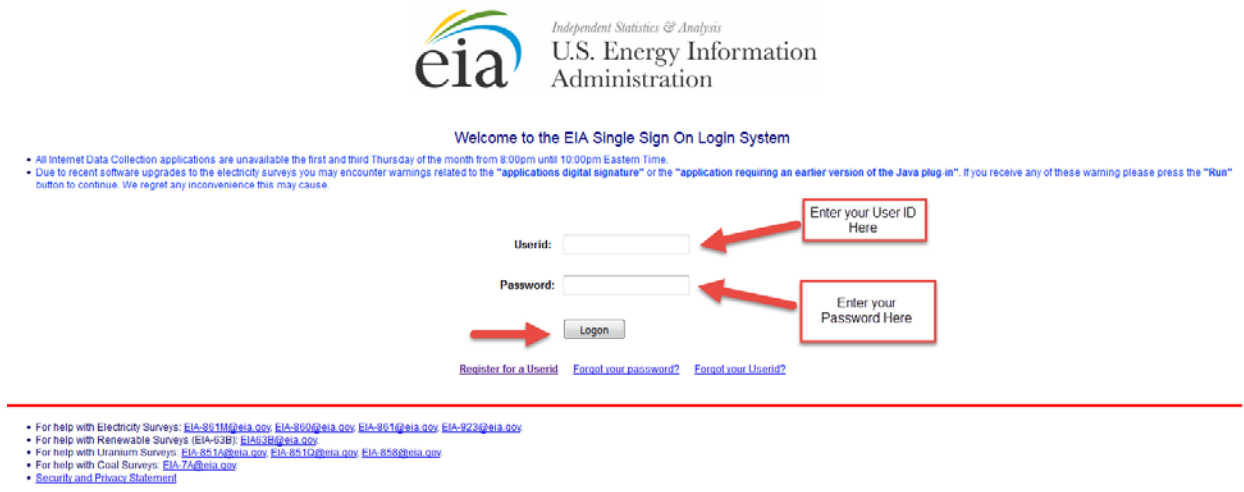 eia
Independent Statistics & Analysis
U.S. Energy Information
Administration
Welcome to the EIA Single Sign On Login System
• All Internet Data Collection applications are unavailable the first and third Thursday of the month from 8:00pm until 10:00pm Eastern Time.
• Due to recent software upgrades to the electricity surveys you may encounter warnings related to the "applications digital signature" or the "application requiring an earlier version of the Java plug-in". If you receive any of these warning please press the "Run"
button to continue. We regret any inconvenience this may cause.
Enter your User ID
Here
Userid:
Password:
Enter your
Password Here
Logon
Register for a Userid Forgot your password? Forgot your Userid?
• For help with Electricity Surveys: EIA-861M@eia.gov, EIA-860@eia.gov, EIA-861@eia.gov, EIA-923@eia.gov.
• For help with Renewable Surveys (EIA-63B): EIA63B@eia.gov.
• For help with Uranium Surveys: EIA-851A@eia.gov, EIA-851Q@eia.gov, EIA-858@eia.gov.
• For help with Coal Surveys: EIA-7A@eia.gov
• Security and Privacy Statement